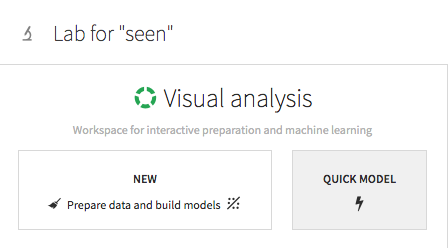 Lab for "seen"
Visual analysis
Workspace for interactive preparation and machine learning
NEW
Prepare data and build models
QUICK MODEL